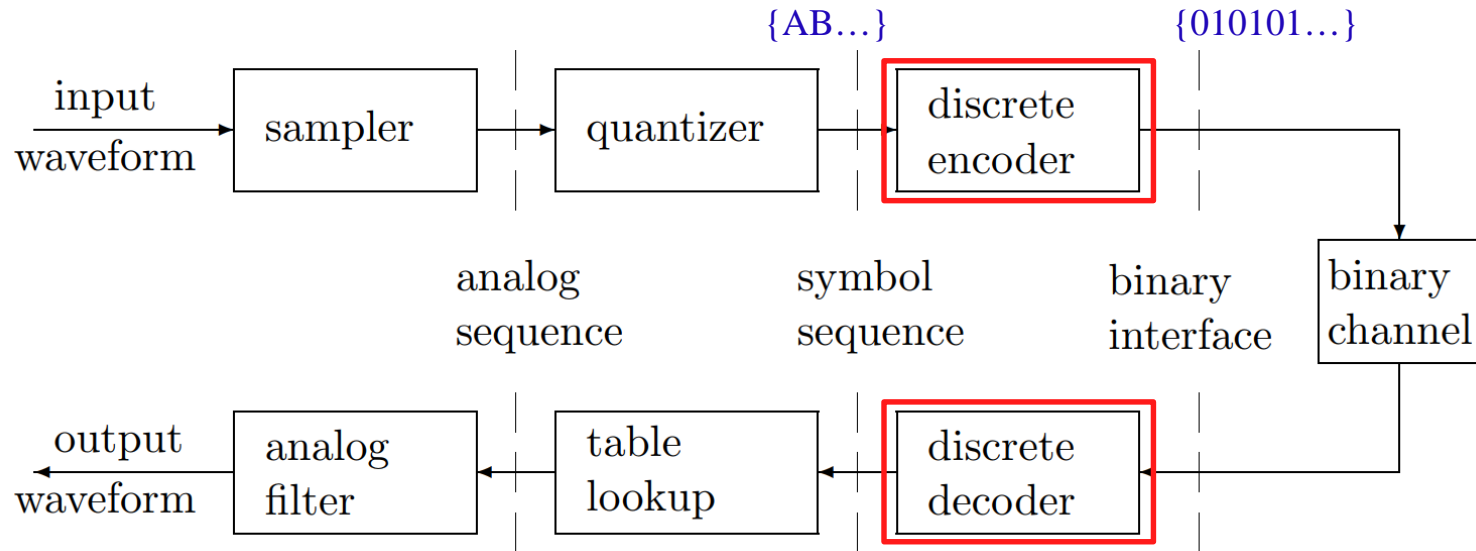 {AB…}
{010101…}
input
waveform
sampler
quantizer
discrete
encoder
analog
sequence
symbol
sequence
binary
interface
binary
channel
output
waveform
analog
filter
table
lookup
discrete
decoder